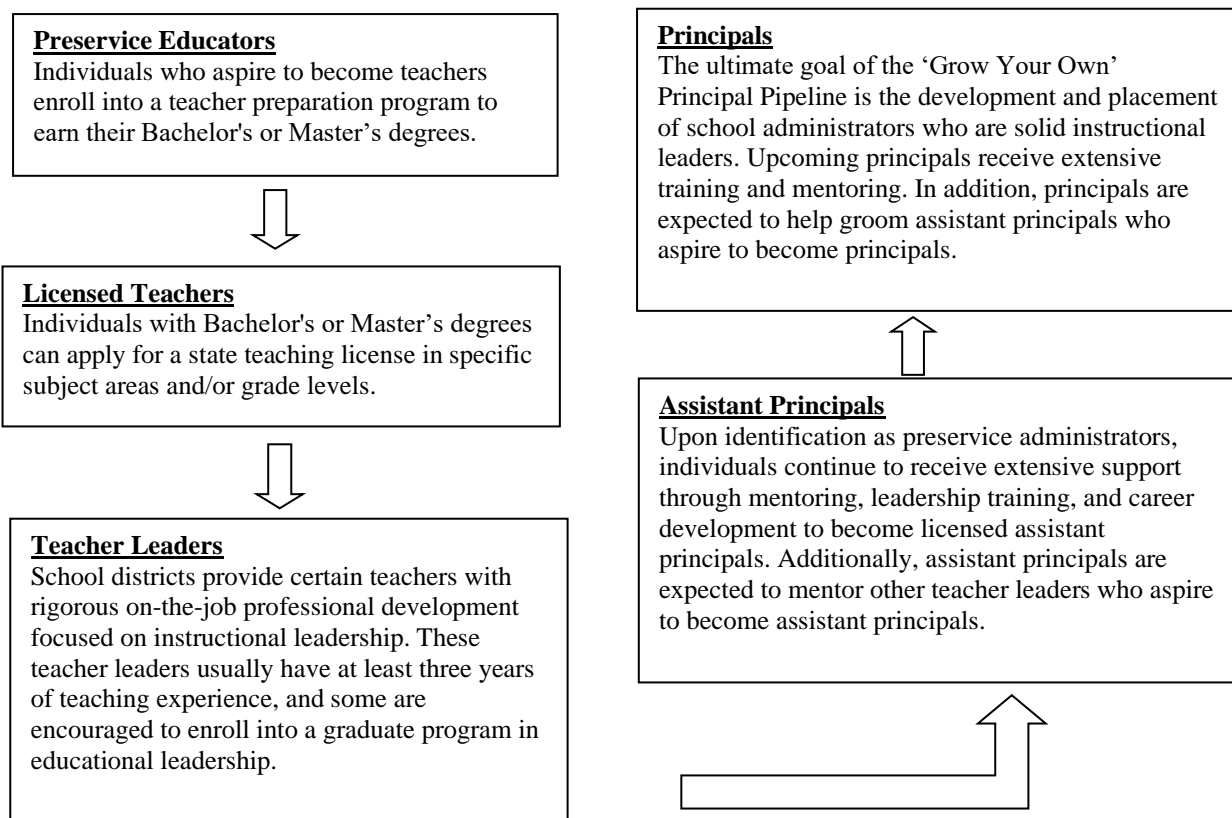 Preservice Educators
Individuals who aspire to become teachers
enroll into a teacher preparation program to
earn their Bachelor's or Master’s degrees.
Licensed Teachers
Individuals with Bachelor's or Master’s degrees
can apply for a state teaching license in specific
subject areas and/or grade levels.
Teacher Leaders
School districts provide certain teachers with
rigorous on-the-job professional development
focused on instructional leadership. These
teacher leaders usually have at least three years
of teaching experience, and some are
encouraged to enroll into a graduate program in
educational leadership.
Assistant Principals
Upon identification as preservice administrators,
individuals continue to receive extensive support
through mentoring, leadership training, and career
development to become licensed assistant
principals. Additionally, assistant principals are
expected to mentor other teacher leaders who aspire
to become assistant principals.
Principals
The ultimate goal of the ‘Grow Your Own’
Principal Pipeline is the development and placement
of school administrators who are solid instructional
leaders. Upcoming principals receive extensive
training and mentoring. In addition, principals are
expected to help groom assistant principals who
aspire to become principals.